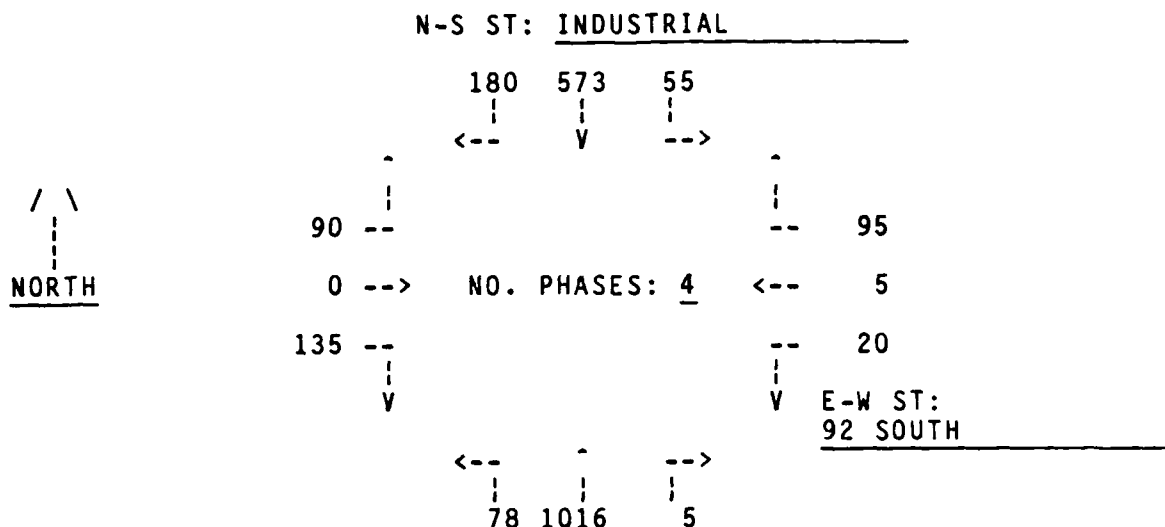 N-S ST: INDUSTRIAL
180 573 55
<-- V -->
/ \
90 -- -- 95
NORTH 0 --> NO. PHASES: 4 <-- 5
135 -- -- 20
V V E-W ST:
92 SOUTH
<-- ^ -->
78 1016 5